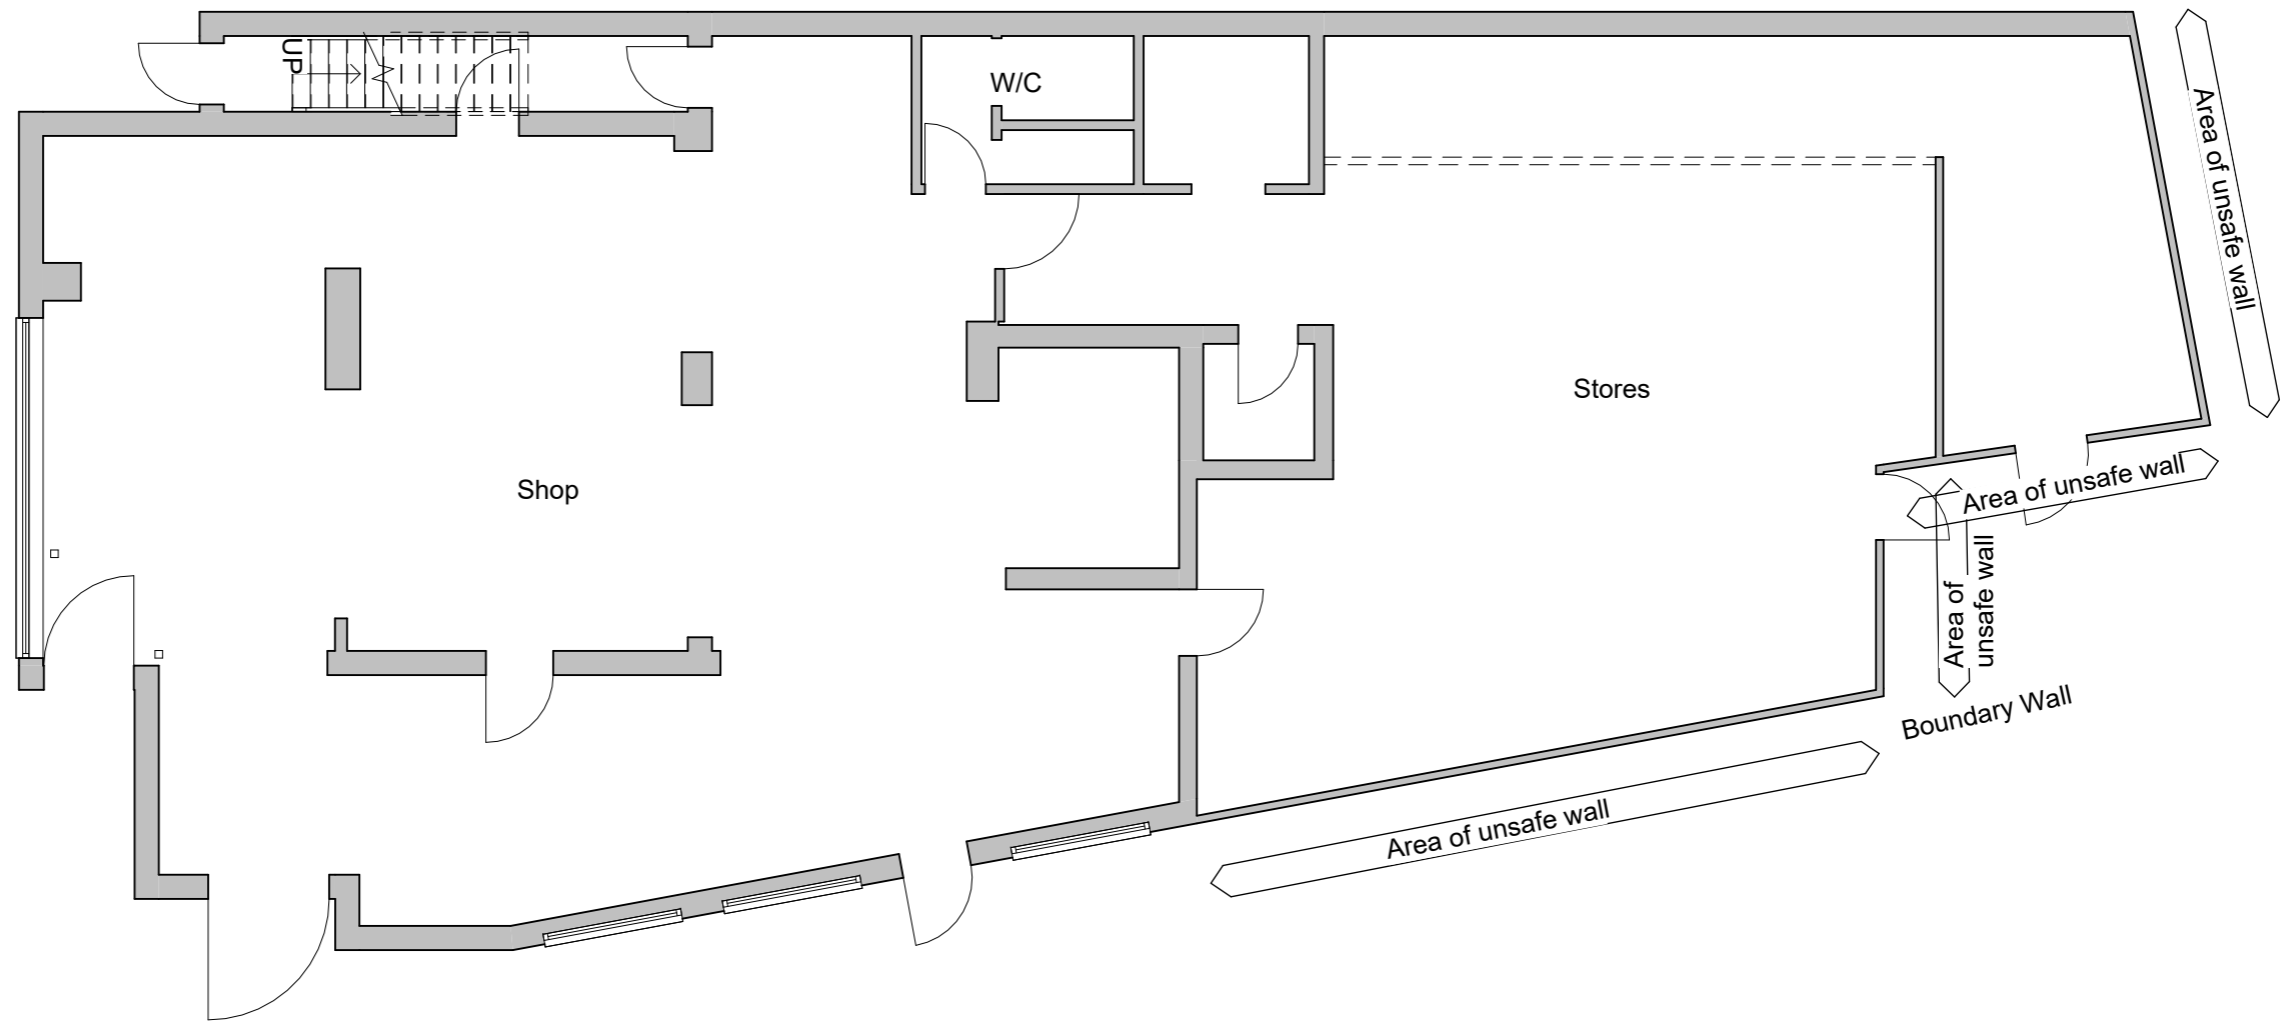 UP
W/C
Area of unsafe wall
Stores
Shop
Area of unsafe wall
Area of
unsafe wall
Boundary Wall
Area of unsafe wall